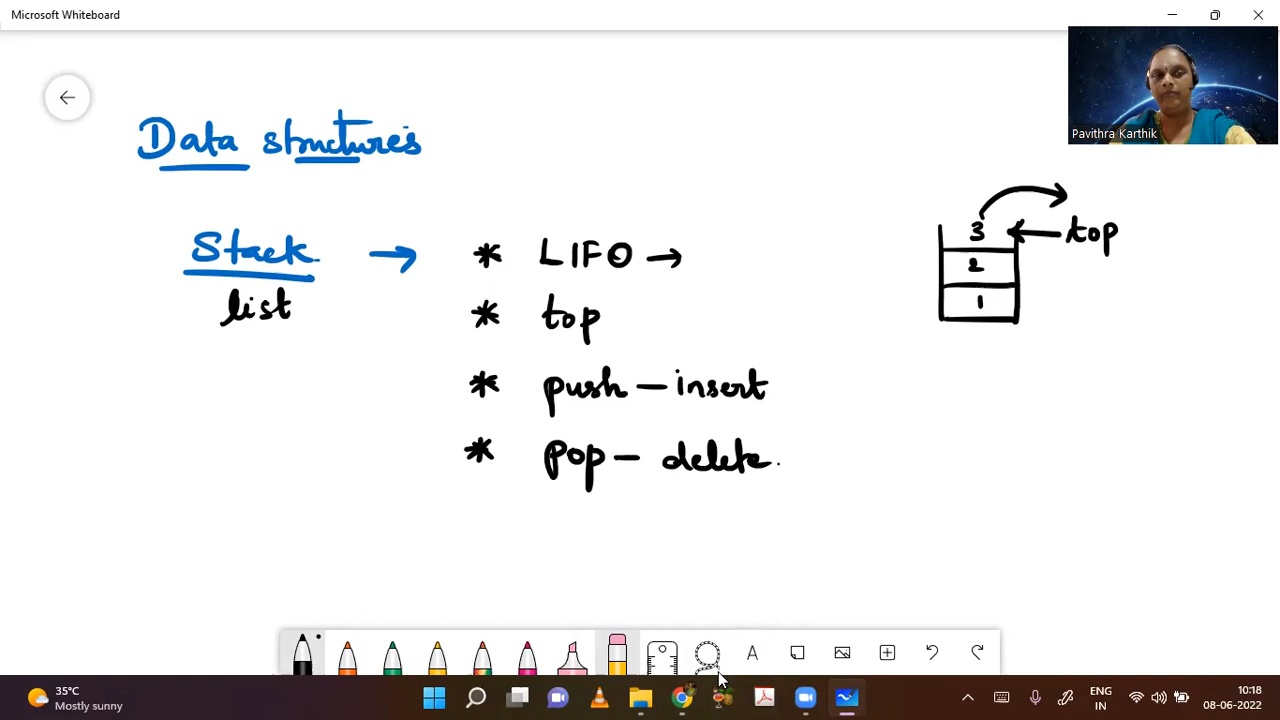 Microsoft Whiteboard
Pavithra Karthik
Data structures
Stack →
list
* LIFO →
* top
* push — insert
* pop — delete.
3 ← top
2
1
A
35°C
Mostly sunny
ENG
IN
10:18
08-06-2022